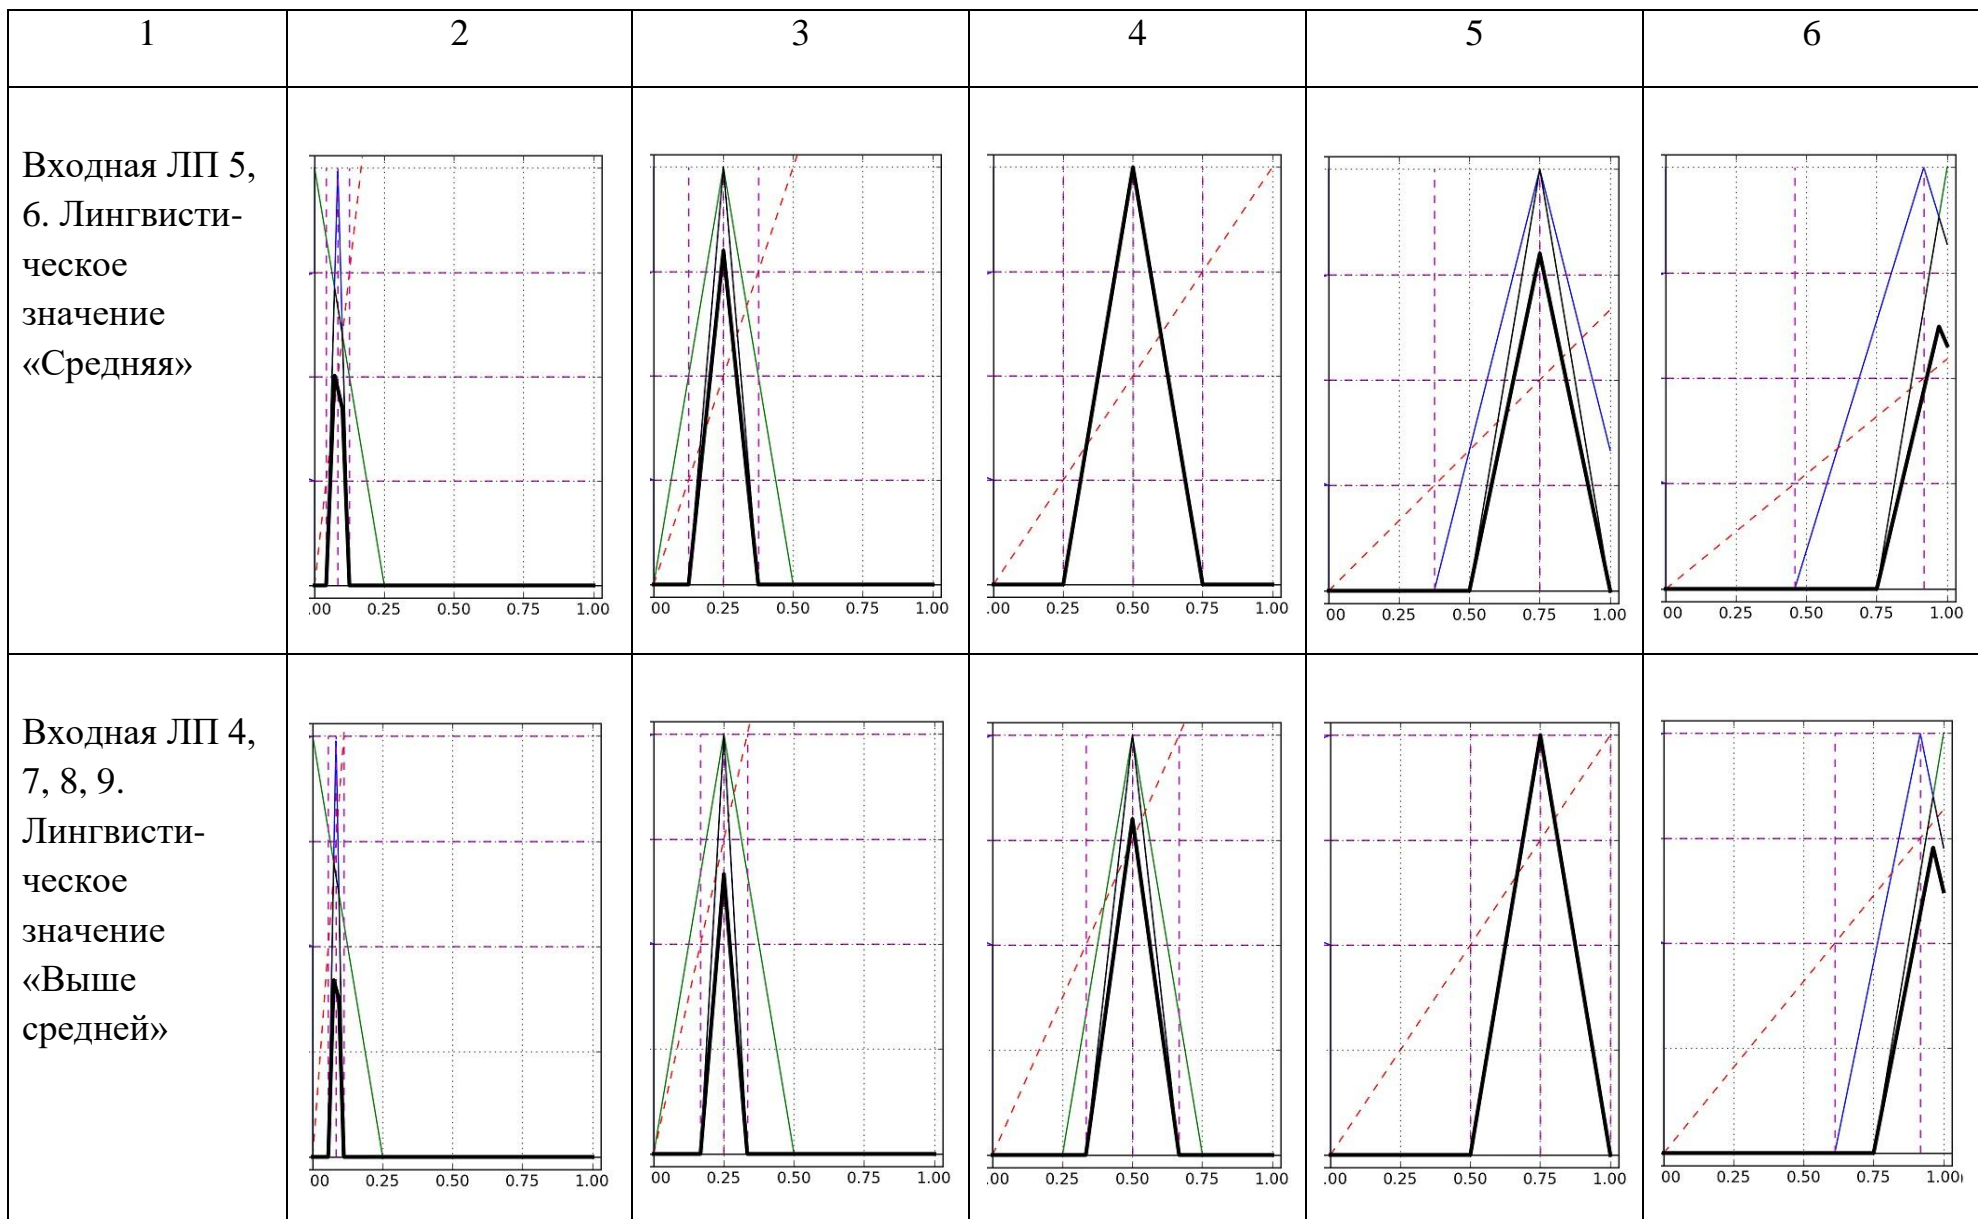 1 2 3 4 5 6
Входная ЛП 5,
6. Лингвисти-
ческое
значение
«Средняя»
.00 0.25 0.50 0.75 1.00
00 0.25 0.50 0.75 1.00
.00 0.25 0.50 0.75 1.00
00 0.25 0.50 0.75 1.00
00 0.25 0.50 0.75 1.00
Входная ЛП 4,
7, 8, 9.
Лингвисти-
ческое
значение
«Выше
средней»
00 0.25 0.50 0.75 1.00
00 0.25 0.50 0.75 1.00
.00 0.25 0.50 0.75 1.00
.00 0.25 0.50 0.75 1.00
00 0.25 0.50 0.75 1.00